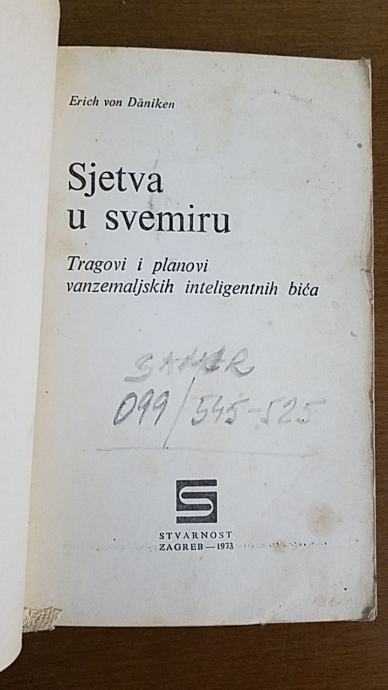 Erich von Däniken
Sjetva
u svemiru
Tragovi i planovi
vanzemaljskih inteligentnih bića
SAMIR
099/545-525
STVARNOST
ZAGREB — 1973